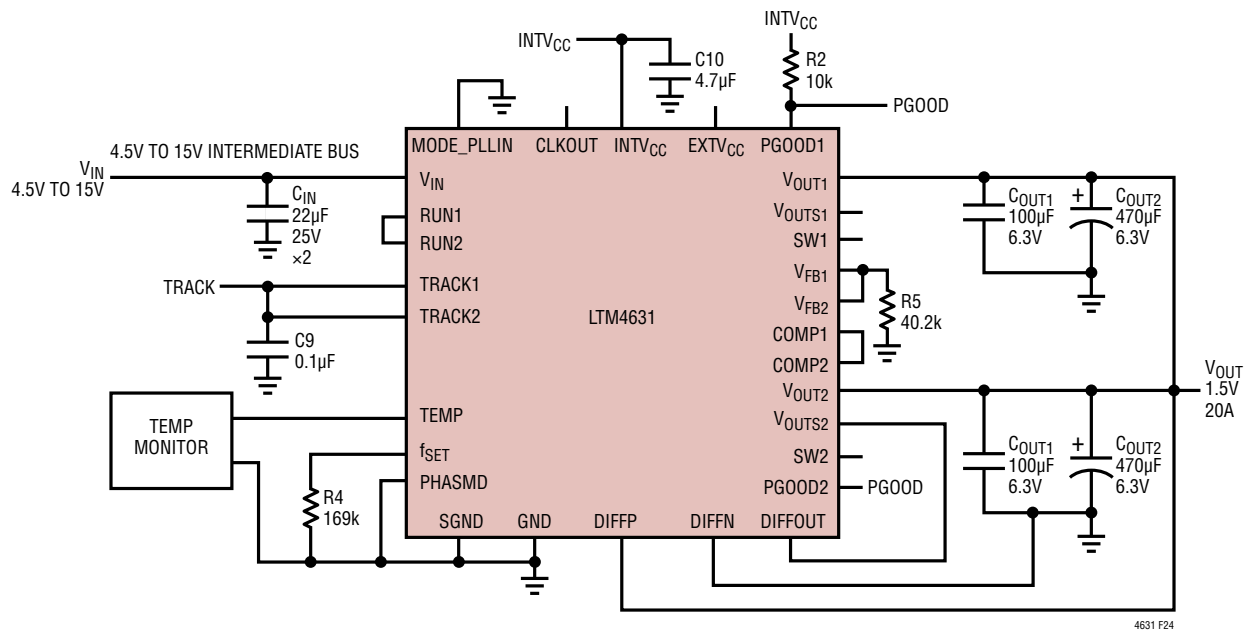 INTVCC
INTVCC
C10
4.7µF
R2
10k
PGOOD
MODE_PLLIN CLKOUT INTVCC EXTVCC PGOOD1
4.5V TO 15V INTERMEDIATE BUS
VIN
4.5V TO 15V
CIN
22µF
25V
×2
VIN
RUN1
RUN2
TRACK
TRACK1
TRACK2
C9
0.1µF
TEMP
MONITOR
TEMP
fSET
PHASMD
R4
169k
LTM4631
SGND GND DIFFP DIFFN DIFFOUT
VOUT1
VOUTS1
SW1
VFB1
VFB2
COMP1
COMP2
VOUT2
VOUTS2
SW2
PGOOD2
PGOOD
R5
40.2k
COUT1
100µF
6.3V
+
COUT2
470µF
6.3V
VOUT
1.5V
20A
COUT1
100µF
6.3V
+
COUT2
470µF
6.3V
4631 F24